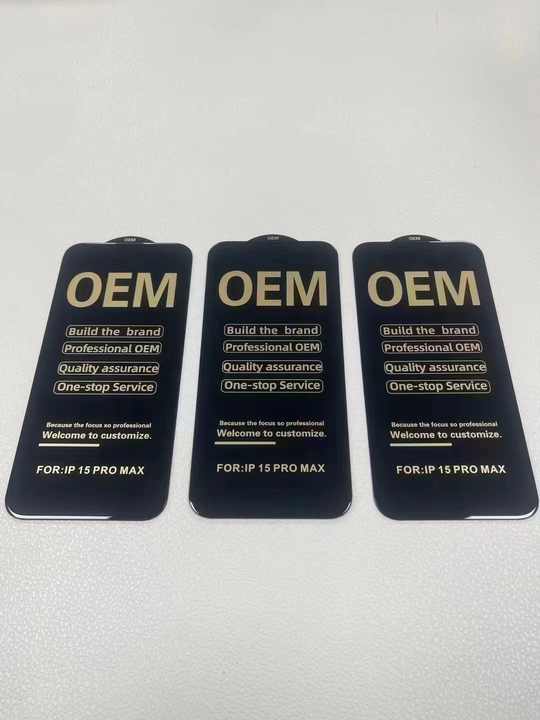 OEM
OEM
Build the brand
Professional OEM
Quality assurance
One-stop Service
Because the focus so professional
Welcome to customize.
FOR:IP 15 PRO MAX
OEM
OEM
Build the brand
Professional OEM
Quality assurance
One-stop Service
Because the focus so professional
Welcome to customize.
FOR:IP 15 PRO MAX
OEM
OEM
Build the brand
Professional OEM
Quality assurance
One-stop Service
Because the focus so professional
Welcome to customize.
FOR:IP 15 PRO MAX